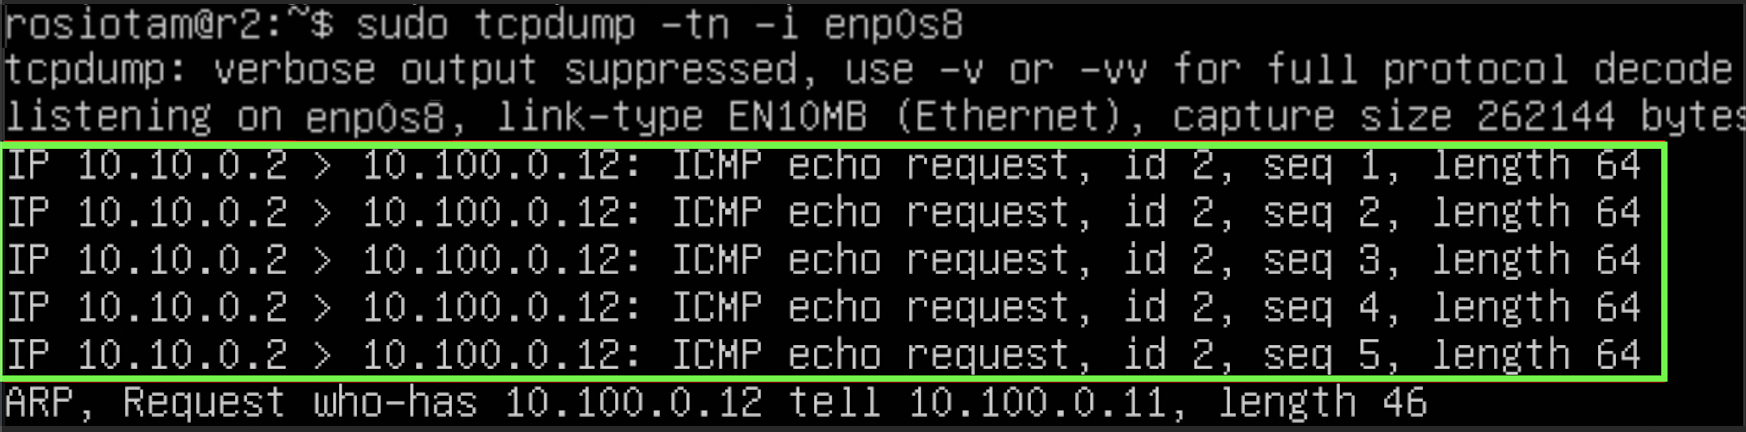 rosiotam@r2:~$ sudo tcpdump -tn -i enp0s8
tcpdump: verbose output suppressed, use -v or -vv for full protocol decode
listening on enp0s8, link-type EN10MB (Ethernet), capture size 262144 bytes
IP 10.10.0.2 > 10.100.0.12: ICMP echo request, id 2, seq 1, length 64
IP 10.10.0.2 > 10.100.0.12: ICMP echo request, id 2, seq 2, length 64
IP 10.10.0.2 > 10.100.0.12: ICMP echo request, id 2, seq 3, length 64
IP 10.10.0.2 > 10.100.0.12: ICMP echo request, id 2, seq 4, length 64
IP 10.10.0.2 > 10.100.0.12: ICMP echo request, id 2, seq 5, length 64
ARP, Request who-has 10.100.0.12 tell 10.100.0.11, length 46